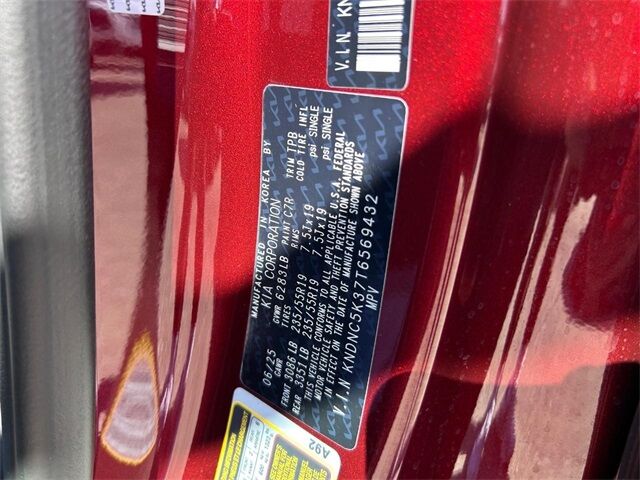 V.I.N KN
MANUFACTURED IN KOREA BY
KIA CORPORATION
06/25 GVWR 6283LB PAINT C7R TRIM TPB
GAWR RIMS COLD TIRE INFL
FRONT 3086LB 235/55R19 7.5Jx19 psi SINGLE
REAR 3351LB 235/55R19 7.5Jx19 psi SINGLE
THIS VEHICLE CONFORMS TO ALL APPLICABLE U.S.A. FEDERAL
MOTOR VEHICLE SAFETY AND THEFT PREVENTION STANDARDS
IN EFFECT ON THE DATE OF MANUFACTURE SHOWN ABOVE
V.I.N KNDNC5K37T6569432
MPV
A92